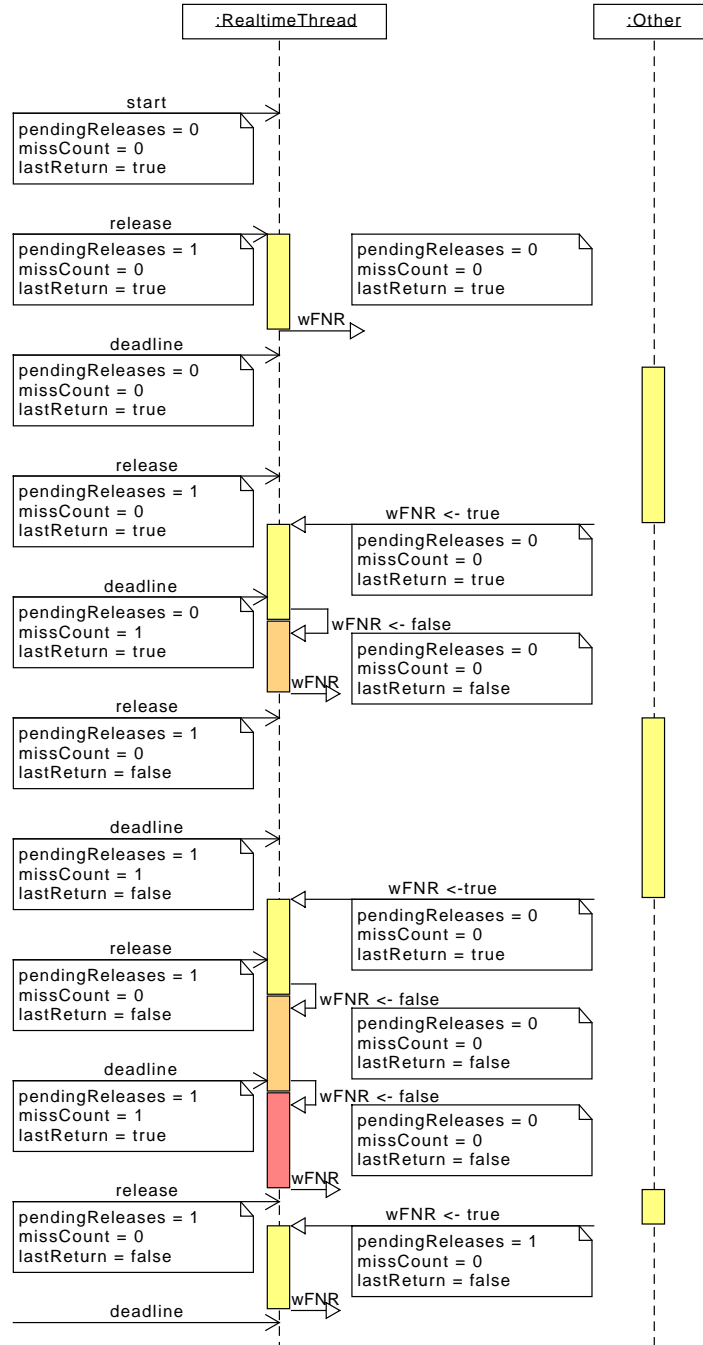 :RealtimeThread
:Other
start
pendingReleases = 0
missCount = 0
lastReturn = true
release
pendingReleases = 1
missCount = 0
lastReturn = true
pendingReleases = 0
missCount = 0
lastReturn = true
wFNR
deadline
pendingReleases = 0
missCount = 0
lastReturn = true
release
pendingReleases = 1
missCount = 0
lastReturn = true
wFNR <- true
pendingReleases = 0
missCount = 0
lastReturn = true
deadline
pendingReleases = 0
missCount = 1
lastReturn = true
wFNR <- false
pendingReleases = 0
missCount = 0
lastReturn = false
wFNR
release
pendingReleases = 1
missCount = 0
lastReturn = false
deadline
pendingReleases = 1
missCount = 1
lastReturn = false
wFNR <-true
pendingReleases = 0
missCount = 0
lastReturn = true
release
pendingReleases = 1
missCount = 0
lastReturn = false
wFNR <- false
pendingReleases = 0
missCount = 0
lastReturn = false
deadline
pendingReleases = 1
missCount = 1
lastReturn = true
wFNR <- false
pendingReleases = 0
missCount = 0
lastReturn = false
wFNR
release
pendingReleases = 1
missCount = 0
lastReturn = false
wFNR <- true
pendingReleases = 1
missCount = 0
lastReturn = false
wFNR
deadline